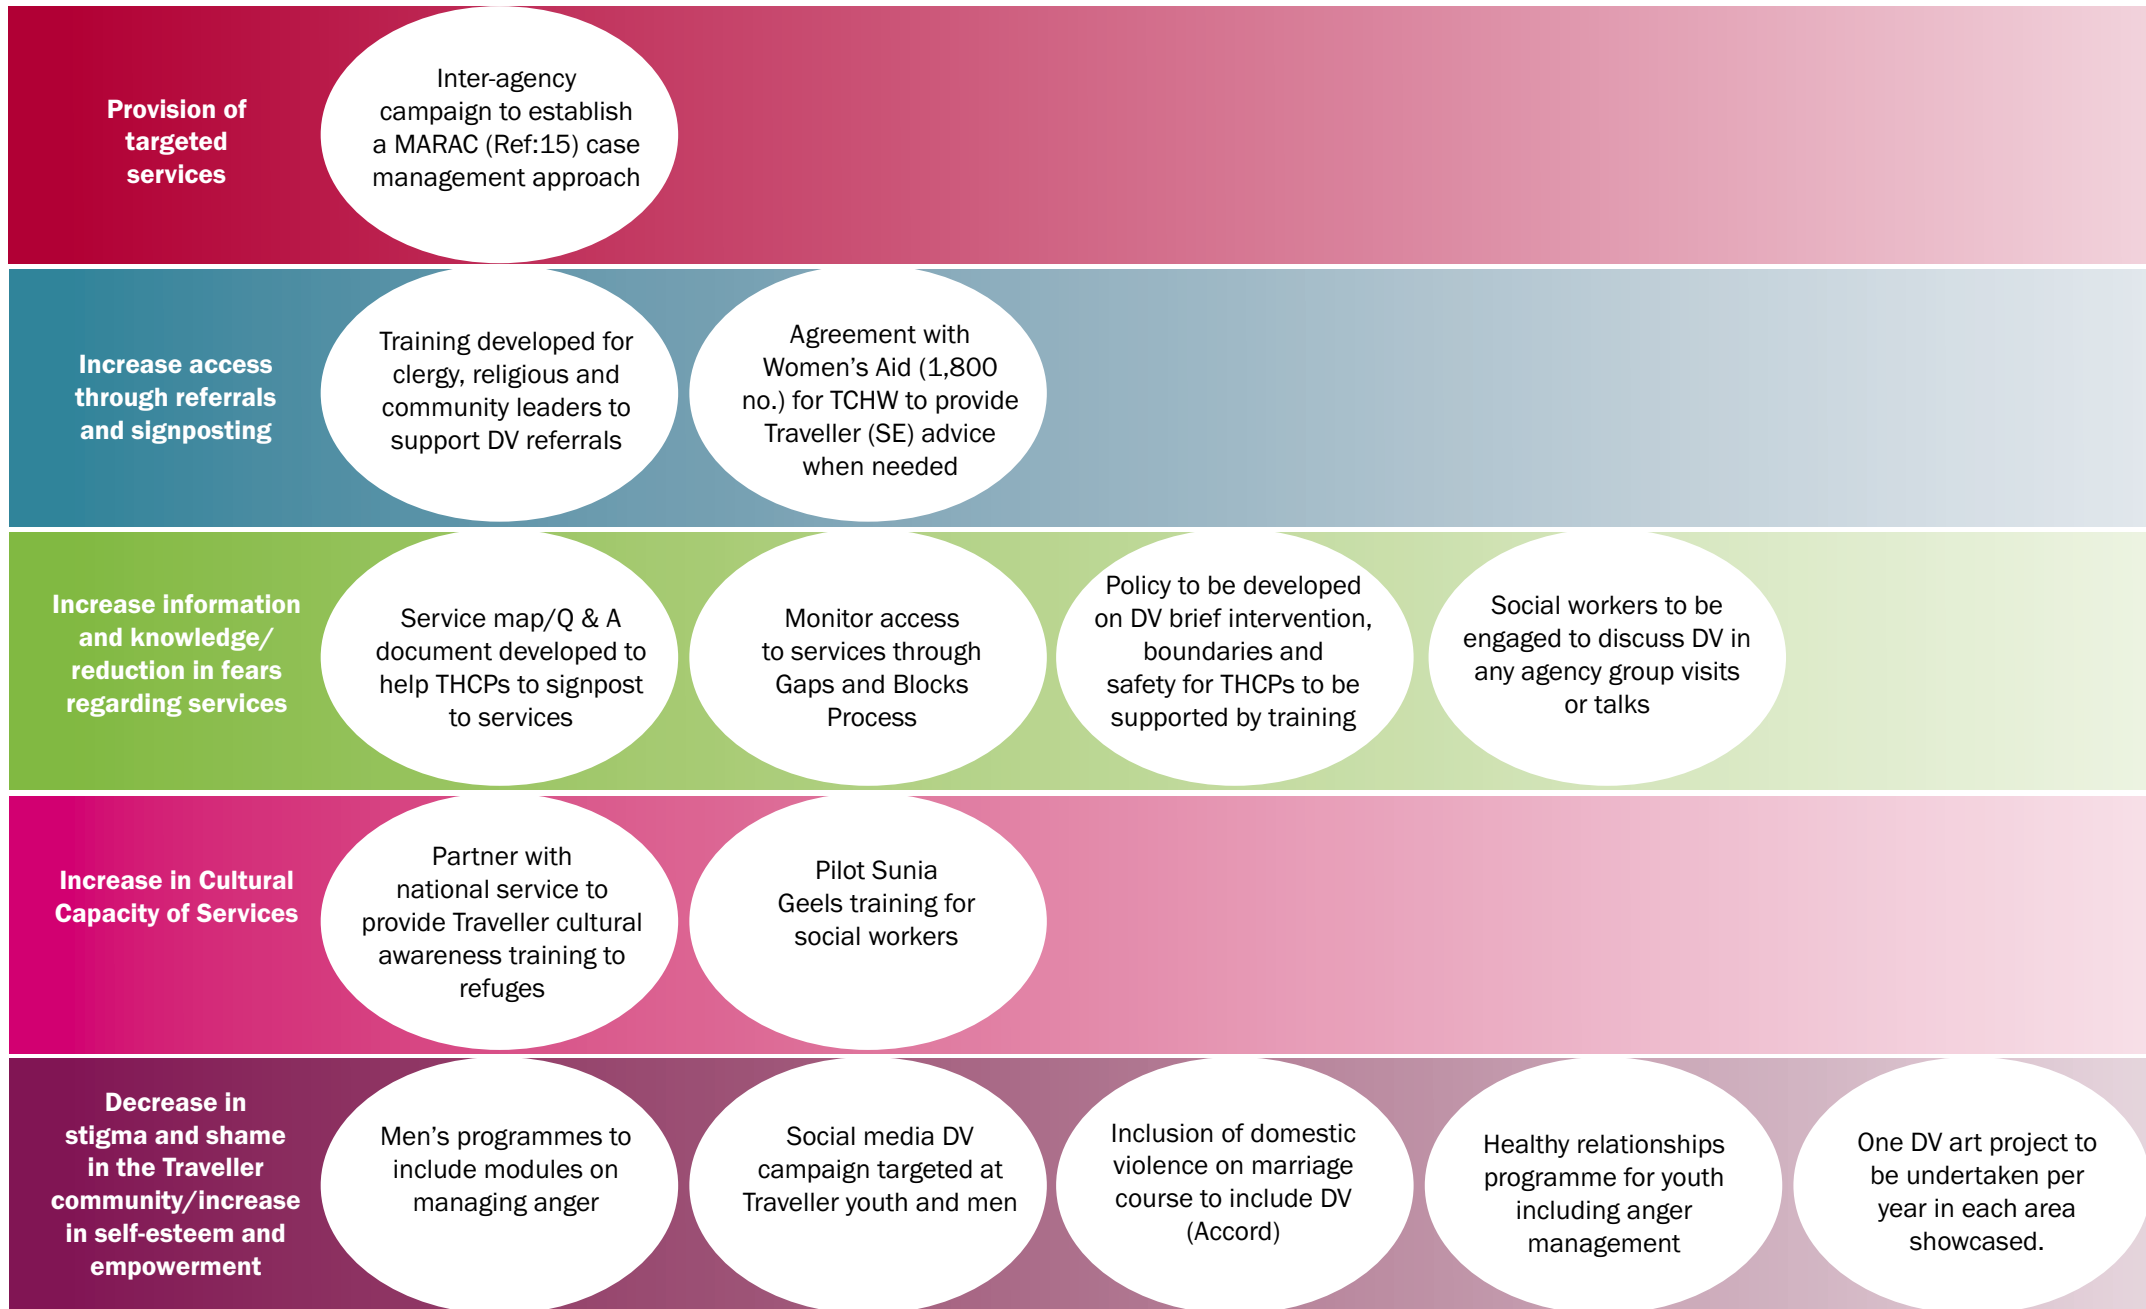 Provision of
targeted
services
Inter-agency
campaign to establish
a MARAC (Ref:15) case
management approach
Increase access
through referrals
and signposting
Training developed for
clergy, religious and
community leaders to
support DV referrals
Agreement with
Women’s Aid (1,800
no.) for TCHW to provide
Traveller (SE) advice
when needed
Increase information
and knowledge/
reduction in fears
regarding services
Service map/Q & A
document developed to
help THCPs to signpost
to services
Monitor access
to services through
Gaps and Blocks
Process
Policy to be developed
on DV brief intervention,
boundaries and
safety for THCPs to be
supported by training
Social workers to be
engaged to discuss DV in
any agency group visits
or talks
Increase in Cultural
Capacity of Services
Partner with
national service to
provide Traveller cultural
awareness training to
refuges
Pilot Sunia
Geels training for
social workers
Decrease in
stigma and shame
in the Traveller
community/increase
in self-esteem and
empowerment
Men’s programmes to
include modules on
managing anger
Social media DV
campaign targeted at
Traveller youth and men
Inclusion of domestic
violence on marriage
course to include DV
(Accord)
Healthy relationships
programme for youth
including anger
management
One DV art project to
be undertaken per
year in each area
showcased.